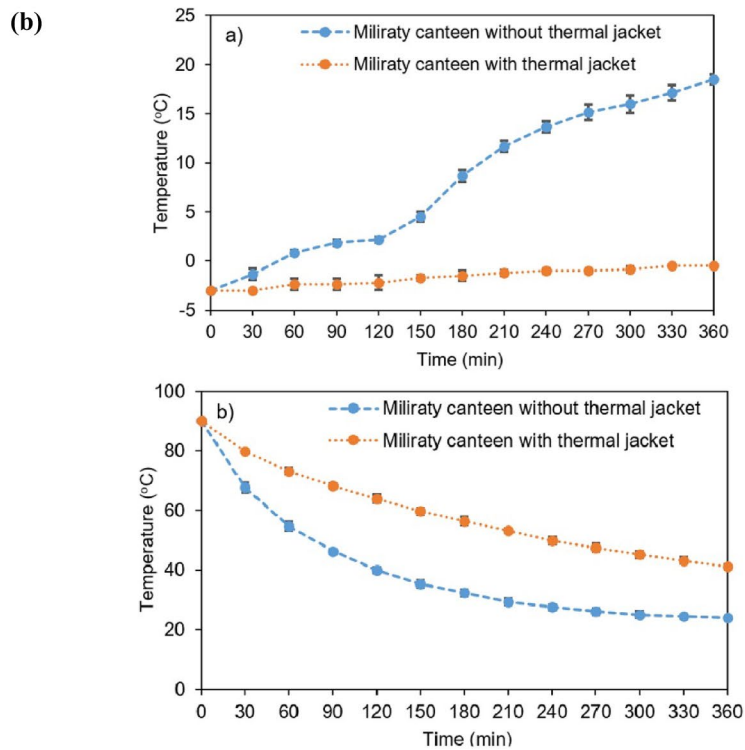 (b)
a)
Miliraty canteen without thermal jacket
Miliraty canteen with thermal jacket
Temperature (°C)
25
20
15
10
5
0
-5
0 30 60 90 120 150 180 210 240 270 300 330 360
Time (min)
b)
Miliraty canteen without thermal jacket
Miliraty canteen with thermal jacket
Temperature (°C)
100
80
60
40
20
0
0 30 60 90 120 150 180 210 240 270 300 330 360
Time (min)